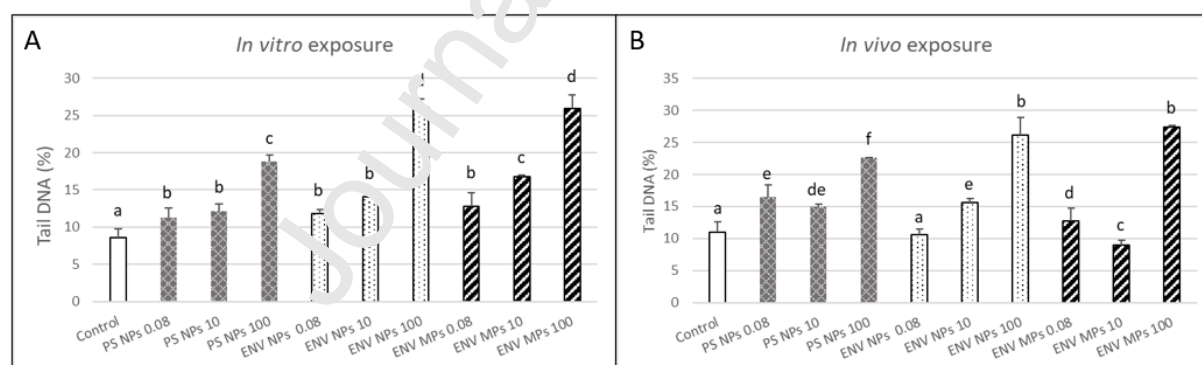 Journal
A
In vitro exposure
Tail DNA (%)
30
25
20
15
10
5
0
a
b
b
c
b
b
b
c
d
Control
PS NPs 0.08
PS NPs 10
PS NPs 100
ENV NPs 0.08
ENV NPs 10
ENV NPs 100
ENV MPs 0.08
ENV MPs 10
ENV MPs 100
B
In vivo exposure
Tail DNA (%)
35
30
25
20
15
10
5
0
a
e
de
f
a
e
b
d
c
b
Control
PS NPs 0.08
PS NPs 10
PS NPs 100
ENV NPs 0.08
ENV NPs 10
ENV NPs 100
ENV MPs 0.08
ENV MPs 10
ENV MPs 100